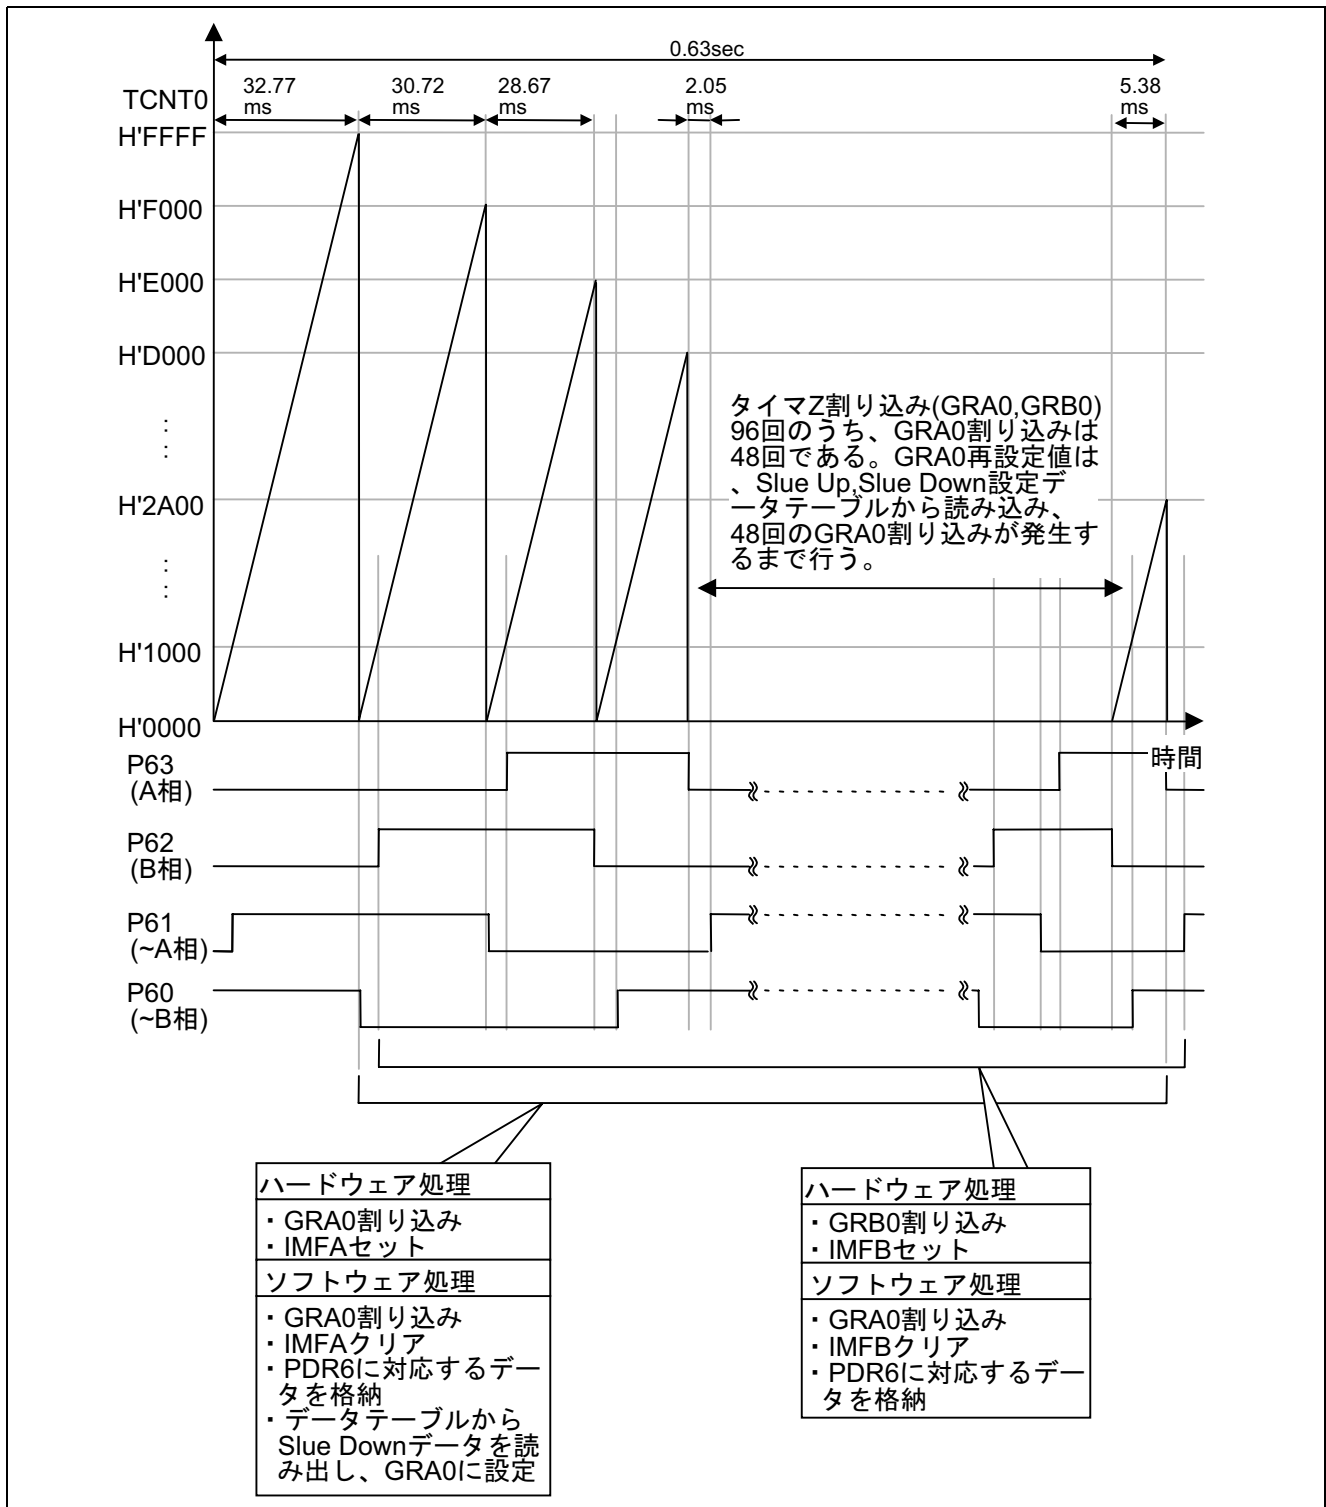 0.63sec
32.77
ms
30.72
ms
28.67
ms
2.05
ms
5.38
ms
TCNT0
H'FFFF
H'F000
H'E000
H'D000
:
:
H'2A00
:
:
H'1000
H'0000
タイマZ割り込み(GRA0,GRB0)
96回のうち、GRA0割り込みは
48回である。GRA0再設定値は
、Slue Up,Slue Down設定デ
ータテーブルから読み込み、
48回のGRA0割り込みが発生す
るまで行う。
時間
P63
(A相)
P62
(B相)
P61
(~A相)
P60
(~B相)
ハードウェア処理
・GRA0割り込み
・IMFAセット
ソフトウェア処理
・GRA0割り込み
・IMFAクリア
・PDR6に対応するデー
タを格納
・データテーブルから
Slue Downデータを読
み出し、GRA0に設定
ハードウェア処理
・GRB0割り込み
・IMFBセット
ソフトウェア処理
・GRA0割り込み
・IMFBクリア
・PDR6に対応するデー
タを格納